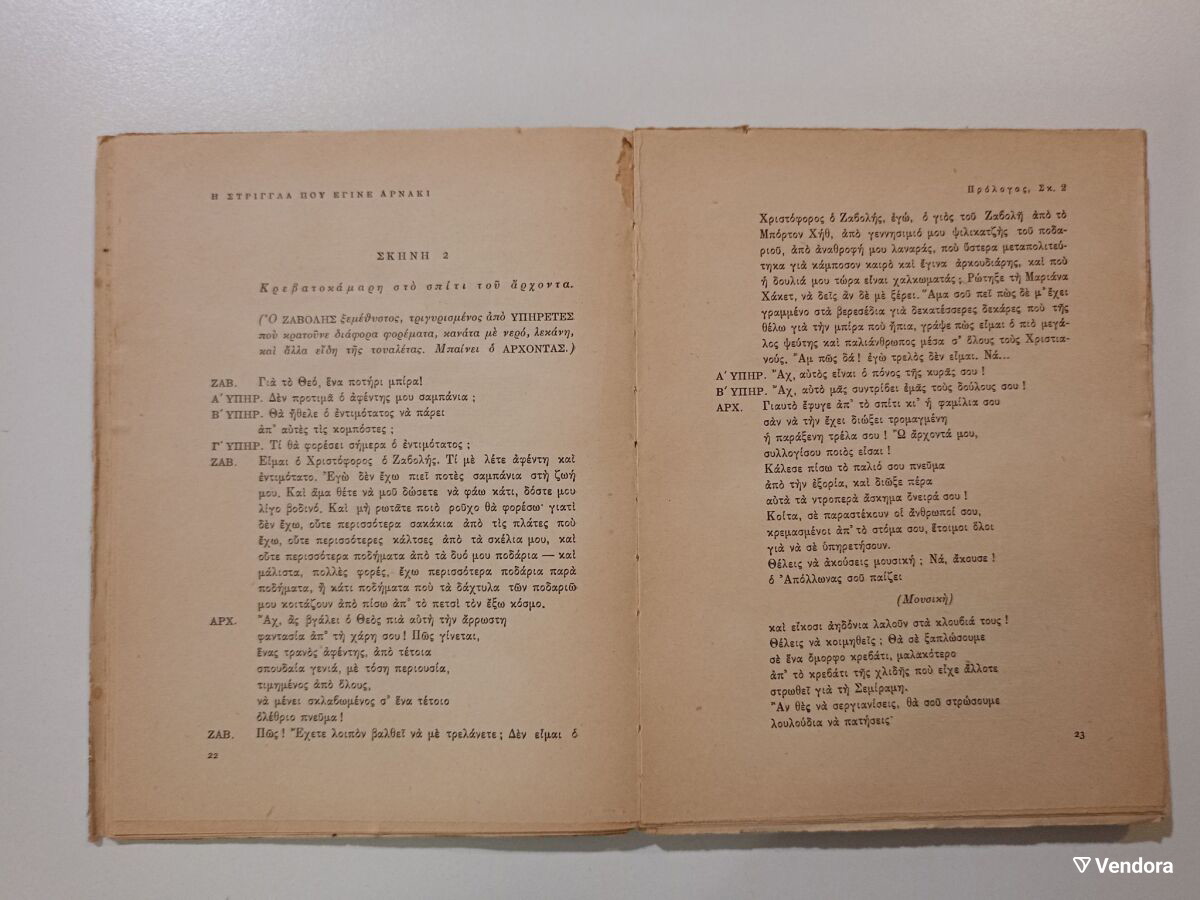 Η ΣΤΡΙΓΓΛΑ ΠΟΥ ΕΓΙΝΕ ΑΡΝΑΚΙ
ΣΚΗΝΗ 2
Κρεβατοκάμαρη στὸ σπίτι τοῦ ἄρχοντα.
(Ὁ ΖΑΒΟΛΗΣ ξεμέθυστος, τριγυρισμένος ἀπὸ ΥΠΗΡΕΤΕΣ
ποὺ κρατοῦνε διάφορα φορέματα, κανάτα μὲ νερό, λεκάνη,
καὶ ἄλλα εἴδη τῆς τουαλέτας. Μπαίνει ὁ ΑΡΧΟΝΤΑΣ.)
ΖΑΒ. Γιὰ τὸ Θεό, ἕνα ποτήρι μπίρα!
Α΄ ΥΠΗΡ. Δὲν προτιμᾶ ὁ ἀφέντης μου σαμπάνια ;
Β΄ ΥΠΗΡ. Θὰ ἤθελε ὁ ἐντιμότατος νὰ πάρει
ἀπ᾿ αὐτὲς τὶς κομπόστες ;
Γ΄ ΥΠΗΡ. Τί θὰ φορέσει σήμερα ὁ ἐντιμότατος ;
ΖΑΒ. Εἶμαι ὁ Χριστόφορος ὁ Ζαβολής. Τί μὲ λέτε ἀφέντη καὶ
ἐντιμότατο. Ἐγὼ δὲν ἔχω πιεῖ ποτὲς σαμπάνια στὴ ζωή
μου. Καὶ ἅμα θέτε νὰ μοῦ δώσετε νὰ φάω κάτι, δόστε μου
λίγο βοδινό. Καὶ μὴ ρωτᾶτε ποιὸ ροῦχο θὰ φορέσω· γιατὶ
δὲν ἔχω, οὔτε περισσότερα σακάκια ἀπὸ τὶς πλάτες ποὺ
ἔχω, οὔτε περισσότερες κάλτσες ἀπὸ τὰ σκέλια μου, καὶ
οὔτε περισσότερα ποδήματα ἀπὸ τὰ δυό μου ποδάρια — καὶ
μάλιστα, πολλὲς φορές, ἔχω περισσότερα ποδάρια παρὰ
ποδήματα, ἢ κάτι ποδήματα ποὺ τὰ δάχτυλα τῶν ποδαριῶ
μου κοιτάζουν ἀπὸ πίσω ἀπ᾿ τὸ πετσὶ τὸν ἔξω κόσμο.
ΑΡΧ. Ἄχ, ἂς βγάλει ὁ Θεὸς πιὰ αὐτὴ τὴν ἄρρωστη
φαντασία ἀπ᾿ τὴ χάρη σου! Πῶς γίνεται,
ἕνας τρανὸς ἀφέντης, ἀπὸ τέτοια
σπουδαία γενιά, μὲ τόση περιουσία,
τιμημένος ἀπὸ ὅλους,
νὰ μένει σκλαβωμένος σ᾿ ἕνα τέτοιο
ὀλέθριο πνεῦμα!
ΖΑΒ. Πῶς! Ἔχετε λοιπὸν βαλθεῖ νὰ μὲ τρελάνετε ; Δὲν εἶμαι ὁ
22
Πρόλογος, Σκ. 2
Χριστόφορος ὁ Ζαβολής, ἐγώ, ὁ γιὸς τοῦ Ζαβολῆ ἀπὸ τὸ
Μπόρτον Χήθ, ἀπὸ γεννησιμιό μου ψιλικατζὴς τοῦ ποδα-
ριοῦ, ἀπὸ ἀναθροφή μου λαναράς, ποὺ ὕστερα μεταπολιτεύ-
τηκα γιὰ κάμποσον καιρὸ καὶ ἔγινα ἀρκουδιάρης, καὶ ποὺ
ἡ δουλιά μου τώρα εἶναι χαλκωματάς ; Ρώτηξε τὴ Μαριάνα
Χάκετ, νὰ δεῖς ἂν δὲ μὲ ξέρει. Ἅμα σοῦ πεῖ πὼς δὲ μ᾿ ἔχει
γραμμένο στὰ βερεσέδια γιὰ δεκατέσσερες δεκάρες ποὺ τῆς
θέλω γιὰ τὴν μπίρα ποὺ ἤπια, γράψε πὼς εἶμαι ὁ πιὸ μεγά-
λος ψεύτης καὶ παλιάνθρωπος μέσα σ᾿ ὅλους τοὺς Χριστια-
νούς. Ἂμ πῶς δά! ἐγὼ τρελὸς δὲν εἶμαι. Νά...
Α΄ ΥΠΗΡ. Ἄχ, αὐτὸς εἶναι ὁ πόνος τῆς κυρᾶς σου !
Β΄ ΥΠΗΡ. Ἄχ, αὐτὸ μᾶς συντρίβει ἐμᾶς τοὺς δούλους σου !
ΑΡΧ. Γιαυτὸ ἔφυγε ἀπ᾿ τὸ σπίτι κι᾿ ἡ φαμίλια σου
σὰν νὰ τὴν ἔχει διώξει τρομαγμένη
ἡ παράξενη τρέλα σου ! Ὢ ἄρχοντά μου,
συλλογίσου ποιὸς εἶσαι !
Κάλεσε πίσω τὸ παλιό σου πνεῦμα
ἀπὸ τὴν ἐξορία, καὶ διῶξε πέρα
αὐτὰ τὰ ντροπερὰ ἄσκημα ὄνειρά σου !
Κοίτα, σὲ παραστέκουν οἱ ἄνθρωποί σου,
κρεμασμένοι ἀπ᾿ τὸ στόμα σου, ἕτοιμοι ὅλοι
γιὰ νὰ σὲ ὑπηρετήσουν.
Θέλεις νὰ ἀκούσεις μουσική ; Νά, ἄκουσε !
ὁ Ἀπόλλωνας σοῦ παίζει
(Μουσικὴ)
καὶ εἴκοσι ἀηδόνια λαλοῦν στὰ κλουβιά τους !
Θέλεις νὰ κοιμηθεῖς ; Θὰ σὲ ξαπλώσουμε
σὲ ἕνα ὄμορφο κρεβάτι, μαλακότερο
ἀπ᾿ τὸ κρεβάτι τῆς χλιδῆς ποὺ εἶχε ἄλλοτε
στρωθεῖ γιὰ τὴ Σεμίραμη.
Ἂν θὲς νὰ σεργιανίσεις, θὰ σοῦ στρώσουμε
λουλούδια νὰ πατήσεις·
23
Vendora